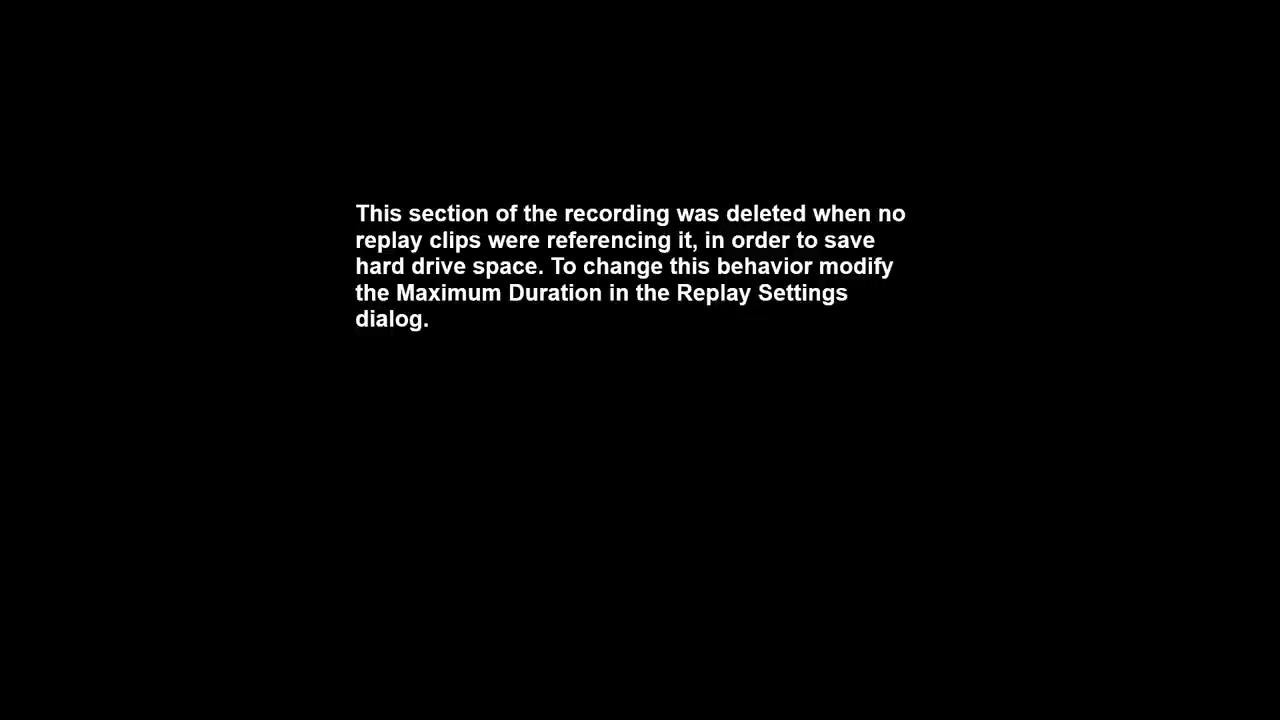 This section of the recording was deleted when no
replay clips were referencing it, in order to save
hard drive space. To change this behavior modify
the Maximum Duration in the Replay Settings
dialog.